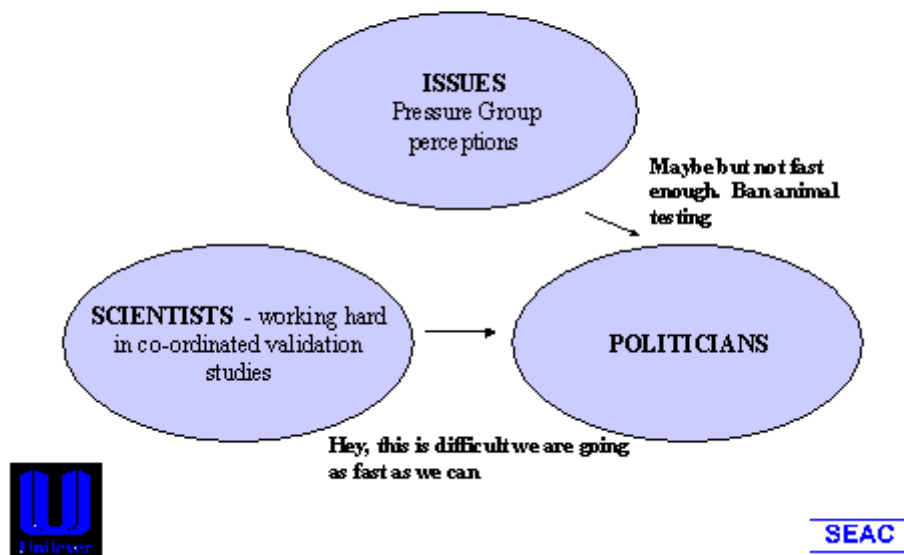 ISSUES
Pressure Group
perceptions
Maybe but not fast
enough. Ban animal
testing
SCIENTISTS - working hard
in co-ordinated validation
studies
POLITICIANS
Hey, this is difficult we are going
as fast as we can
Unilever
SEAC